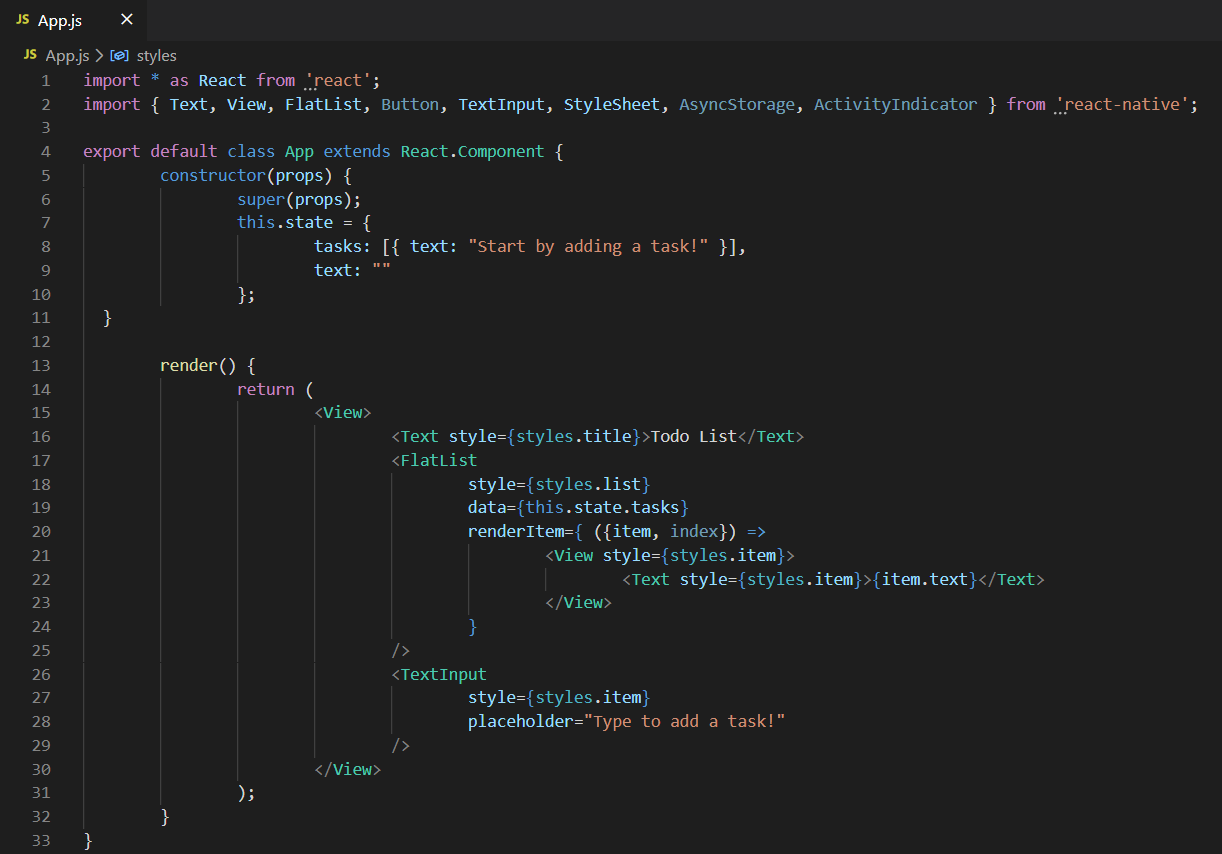 JS App.js ×
JS App.js > styles
1 import * as React from 'react';
2 import { Text, View, FlatList, Button, TextInput, StyleSheet, AsyncStorage, ActivityIndicator } from 'react-native';
3
4 export default class App extends React.Component {
5 constructor(props) {
6 super(props);
7 this.state = {
8 tasks: [{ text: "Start by adding a task!" }],
9 text: ""
10 };
11 }
12
13 render() {
14 return (
15 <View>
16 <Text style={styles.title}>Todo List</Text>
17 <FlatList
18 style={styles.list}
19 data={this.state.tasks}
20 renderItem={ ({item, index}) =>
21 <View style={styles.item}>
22 <Text style={styles.item}>{item.text}</Text>
23 </View>
24 }
25 />
26 <TextInput
27 style={styles.item}
28 placeholder="Type to add a task!"
29 />
30 </View>
31 );
32 }
33 }